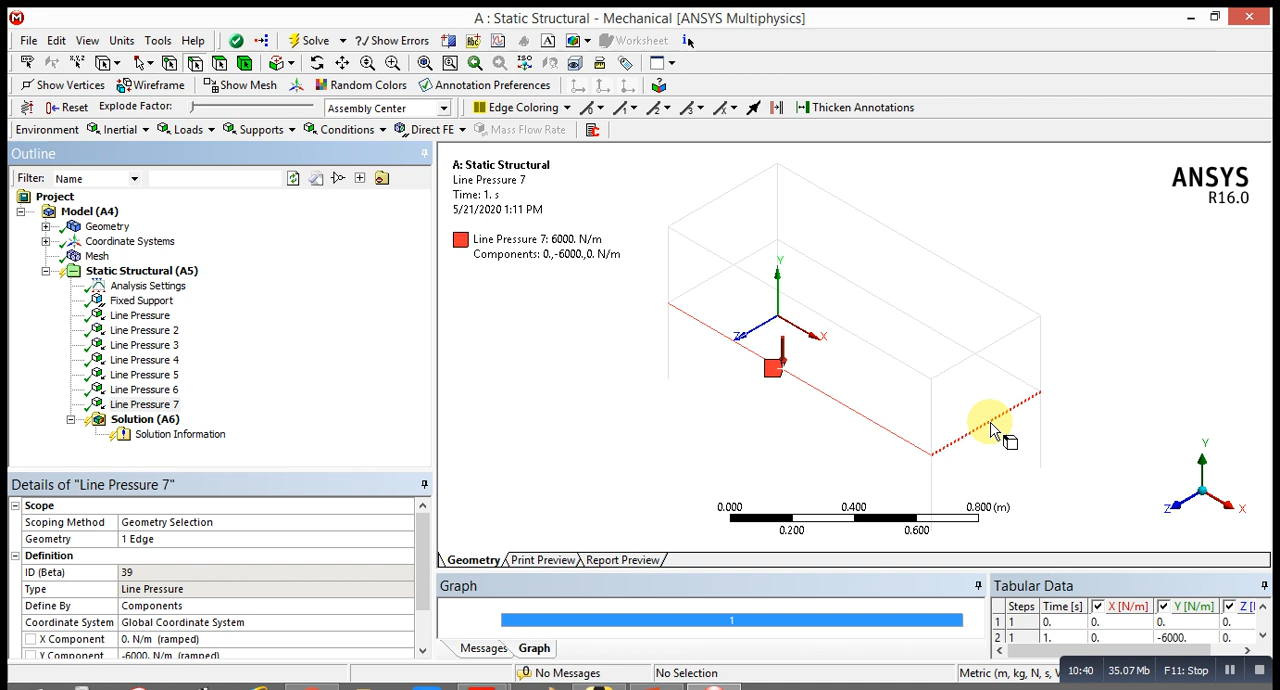 A : Static Structural - Mechanical [ANSYS Multiphysics]
File Edit View Units Tools Help Solve ?/ Show Errors Worksheet
Show Vertices Wireframe Show Mesh Random Colors Annotation Preferences
Reset Explode Factor: Assembly Center Edge Coloring Thicken Annotations
Environment Inertial Loads Supports Conditions Direct FE Mass Flow Rate
Outline
Filter: Name
Project
Model (A4)
Geometry
Coordinate Systems
Mesh
Static Structural (A5)
Analysis Settings
Fixed Support
Line Pressure
Line Pressure 2
Line Pressure 3
Line Pressure 4
Line Pressure 5
Line Pressure 6
Line Pressure 7
Solution (A6)
Solution Information
Details of "Line Pressure 7"
Scope
Scoping Method Geometry Selection
Geometry 1 Edge
Definition
ID (Beta) 39
Type Line Pressure
Define By Components
Coordinate System Global Coordinate System
X Component 0. N/m (ramped)
Y Component -6000. N/m (ramped)
A: Static Structural
Line Pressure 7
Time: 1. s
5/21/2020 1:11 PM
Line Pressure 7: 6000. N/m
Components: 0.,-6000.,0. N/m
ANSYS
R16.0
Y
Z
X
0.000 0.400 0.800 (m)
0.200 0.600
Y
Z
X
Geometry Print Preview Report Preview
Graph
1
Messages Graph
Tabular Data
Steps Time [s] X [N/m] Y [N/m] Z [
1 1 0. 0. 0. 0.
2 1 1. 0. -6000. 0.
No Messages No Selection Metric (m, kg, N, s, V
10:40 35.07 Mb F11: Stop